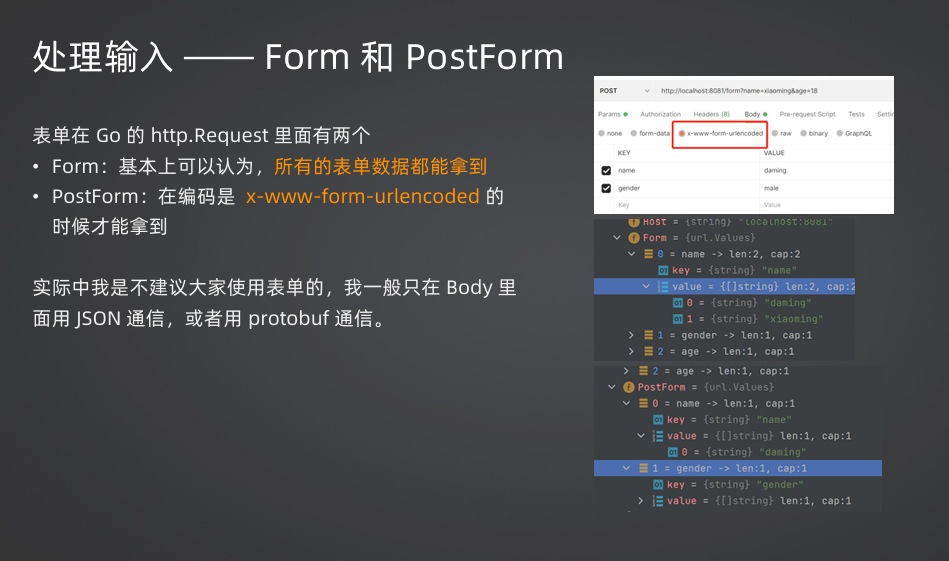 处理输入 —— Form 和 PostForm
表单在 Go 的 http.Request 里面有两个
• Form：基本上可以认为，所有的表单数据都能拿到
• PostForm：在编码是 x-www-form-urlencoded 的
时候才能拿到
实际中我是不建议大家使用表单的，我一般只在 Body 里
面用 JSON 通信，或者用 protobuf 通信。
POST http://localhost:8081/form?name=xiaoming&age=18
Params Authorization Headers (8) Body Pre-request Script Tests Settin
none form-data x-www-form-urlencoded raw binary GraphQL
KEY VALUE
name daming
gender male
Key Value
Host = {string} "localhost:8081"
Form = {url.Values}
0 = name -> len:2, cap:2
key = {string} "name"
value = {[]string} len:2, cap:2
0 = {string} "daming"
1 = {string} "xiaoming"
1 = gender -> len:1, cap:1
2 = age -> len:1, cap:1
2 = age -> len:1, cap:1
PostForm = {url.Values}
0 = name -> len:1, cap:1
key = {string} "name"
value = {[]string} len:1, cap:1
0 = {string} "daming"
1 = gender -> len:1, cap:1
key = {string} "gender"
value = {[]string} len:1, cap:1